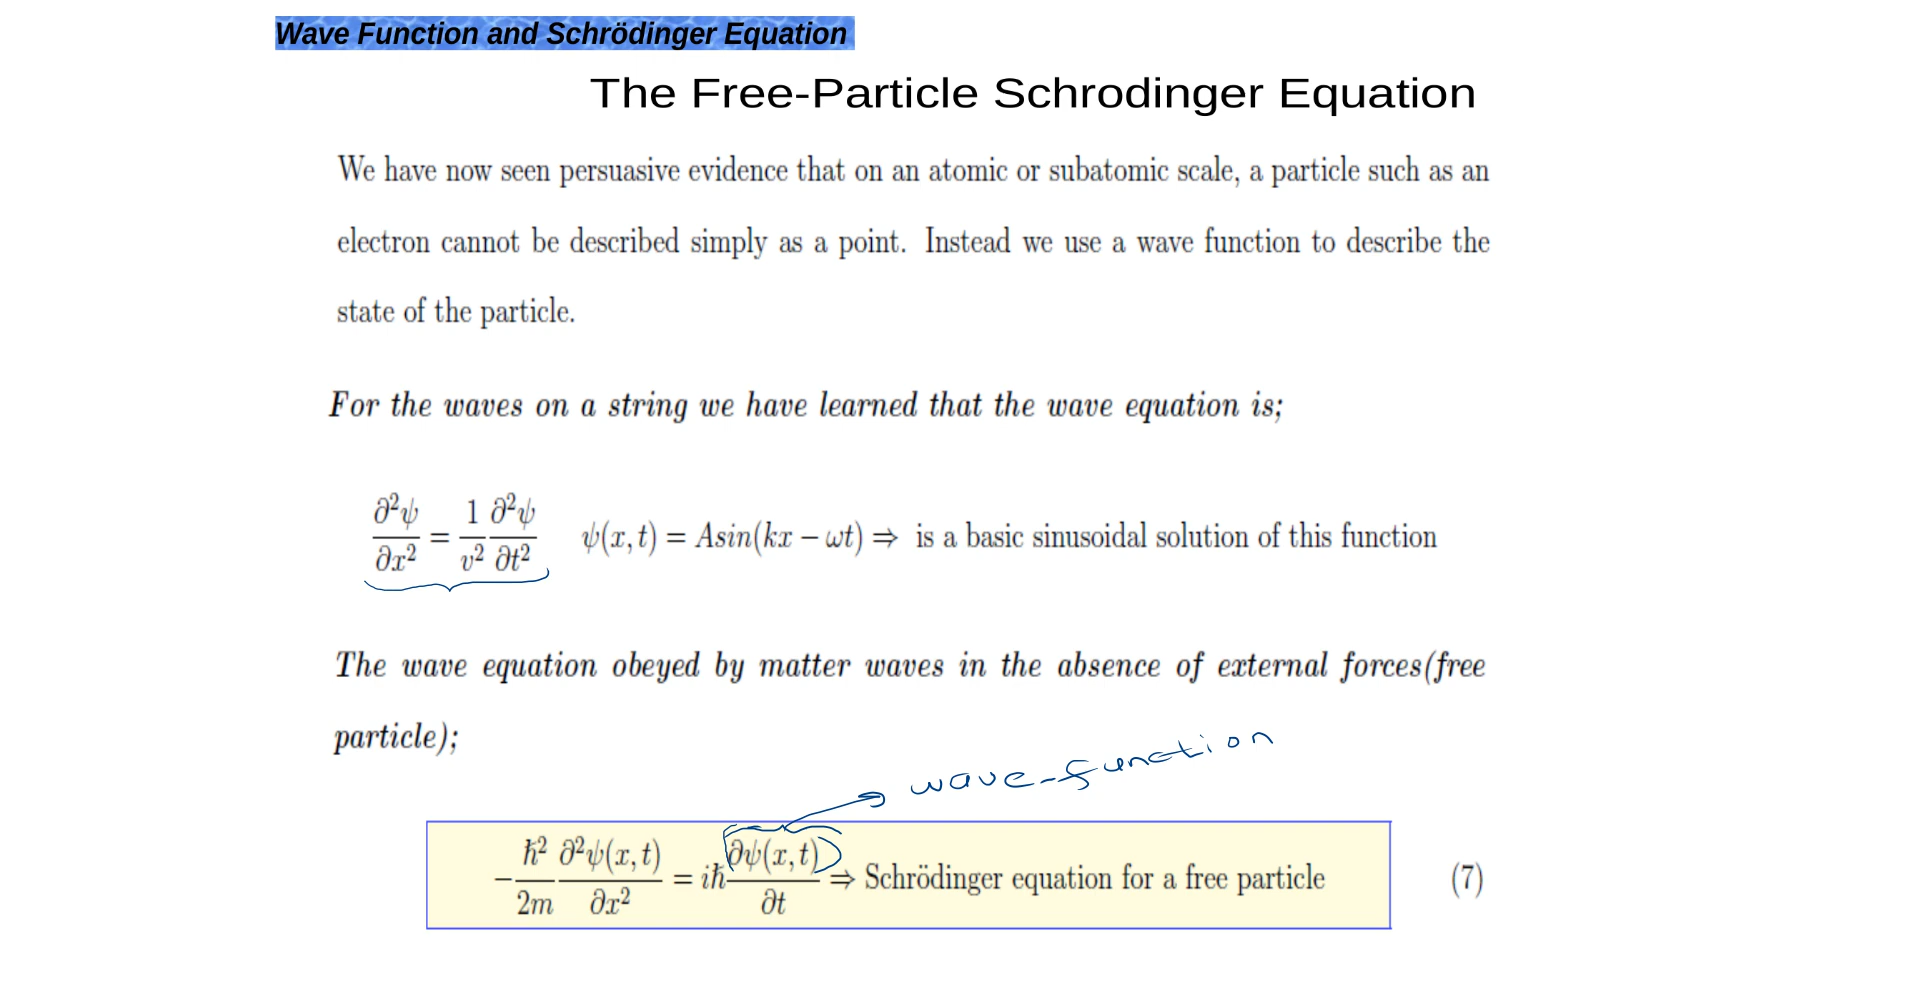 Wave Function and Schrödinger Equation
The Free-Particle Schrodinger Equation
We have now seen persuasive evidence that on an atomic or subatomic scale, a particle such as an
electron cannot be described simply as a point. Instead we use a wave function to describe the
state of the particle.
For the waves on a string we have learned that the wave equation is;
∂²ψ/∂x² = 1/v² ∂²ψ/∂t² ψ(x, t) = Asin(kx − ωt) ⇒ is a basic sinusoidal solution of this function
The wave equation obeyed by matter waves in the absence of external forces(free
particle);
wave-function
−ħ²/2m ∂²ψ(x, t)/∂x² = iħ ∂ψ(x, t)/∂t ⇒ Schrödinger equation for a free particle (7)